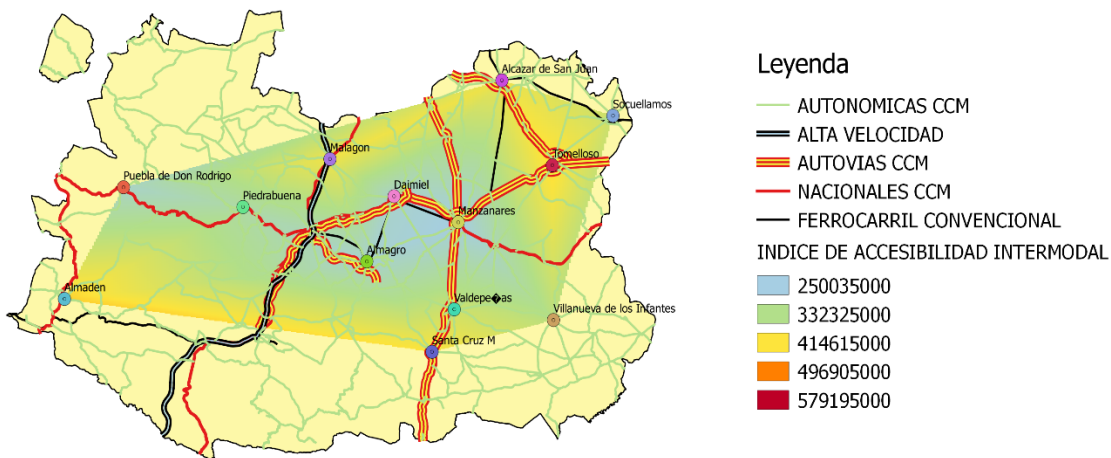 Alcazar de San Juan
Socuellamos
Malagon
Tomelloso
Puebla de Don Rodrigo
Piedrabuena
Daimiel
Manzanares
Almagro
Almaden
Valdepe�as
Villanueva de los Infantes
Santa Cruz M
Leyenda
AUTONOMICAS CCM
ALTA VELOCIDAD
AUTOVIAS CCM
NACIONALES CCM
FERROCARRIL CONVENCIONAL
INDICE DE ACCESIBILIDAD INTERMODAL
250035000
332325000
414615000
496905000
579195000